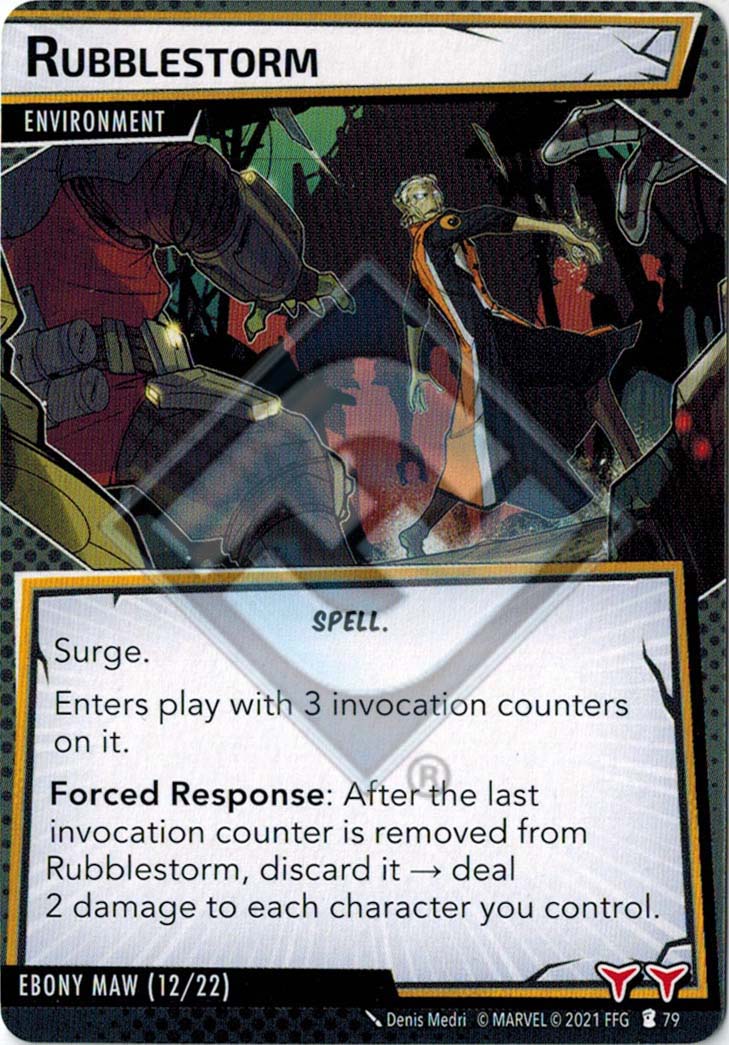 RUBBLESTORM
ENVIRONMENT
SPELL.
Surge.
Enters play with 3 invocation counters
on it.
Forced Response: After the last
invocation counter is removed from
Rubblestorm, discard it → deal
2 damage to each character you control.
EBONY MAW (12/22)
Denis Medri © MARVEL © 2021 FFG 79
®